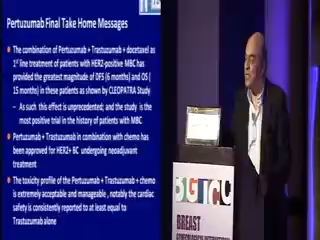 Pertuzumab Final Take Home Messages
The combination of Pertuzumab + Trastuzumab + docetaxel as
1st line treatment of patients with HER2-positive MBC has
provided the greatest magnitude of DFS (6 months) and OS (
15 months) in these patients as shown by CLEOPATRA Study
– As such this effect is unprecedented; and the study is the
most positive trial in the history of patients with MBC
Pertuzumab + Trastuzumab in combination with chemo has
been approved for HER2+ BC undergoing neoadjuvant
treatment
The toxicity profile of the Pertuzumab + Trastuzumab + chemo
is extremely acceptable and manageable , notably the cardiac
safety is consistently reported to at least equal to
Trastuzumab alone
BREAST